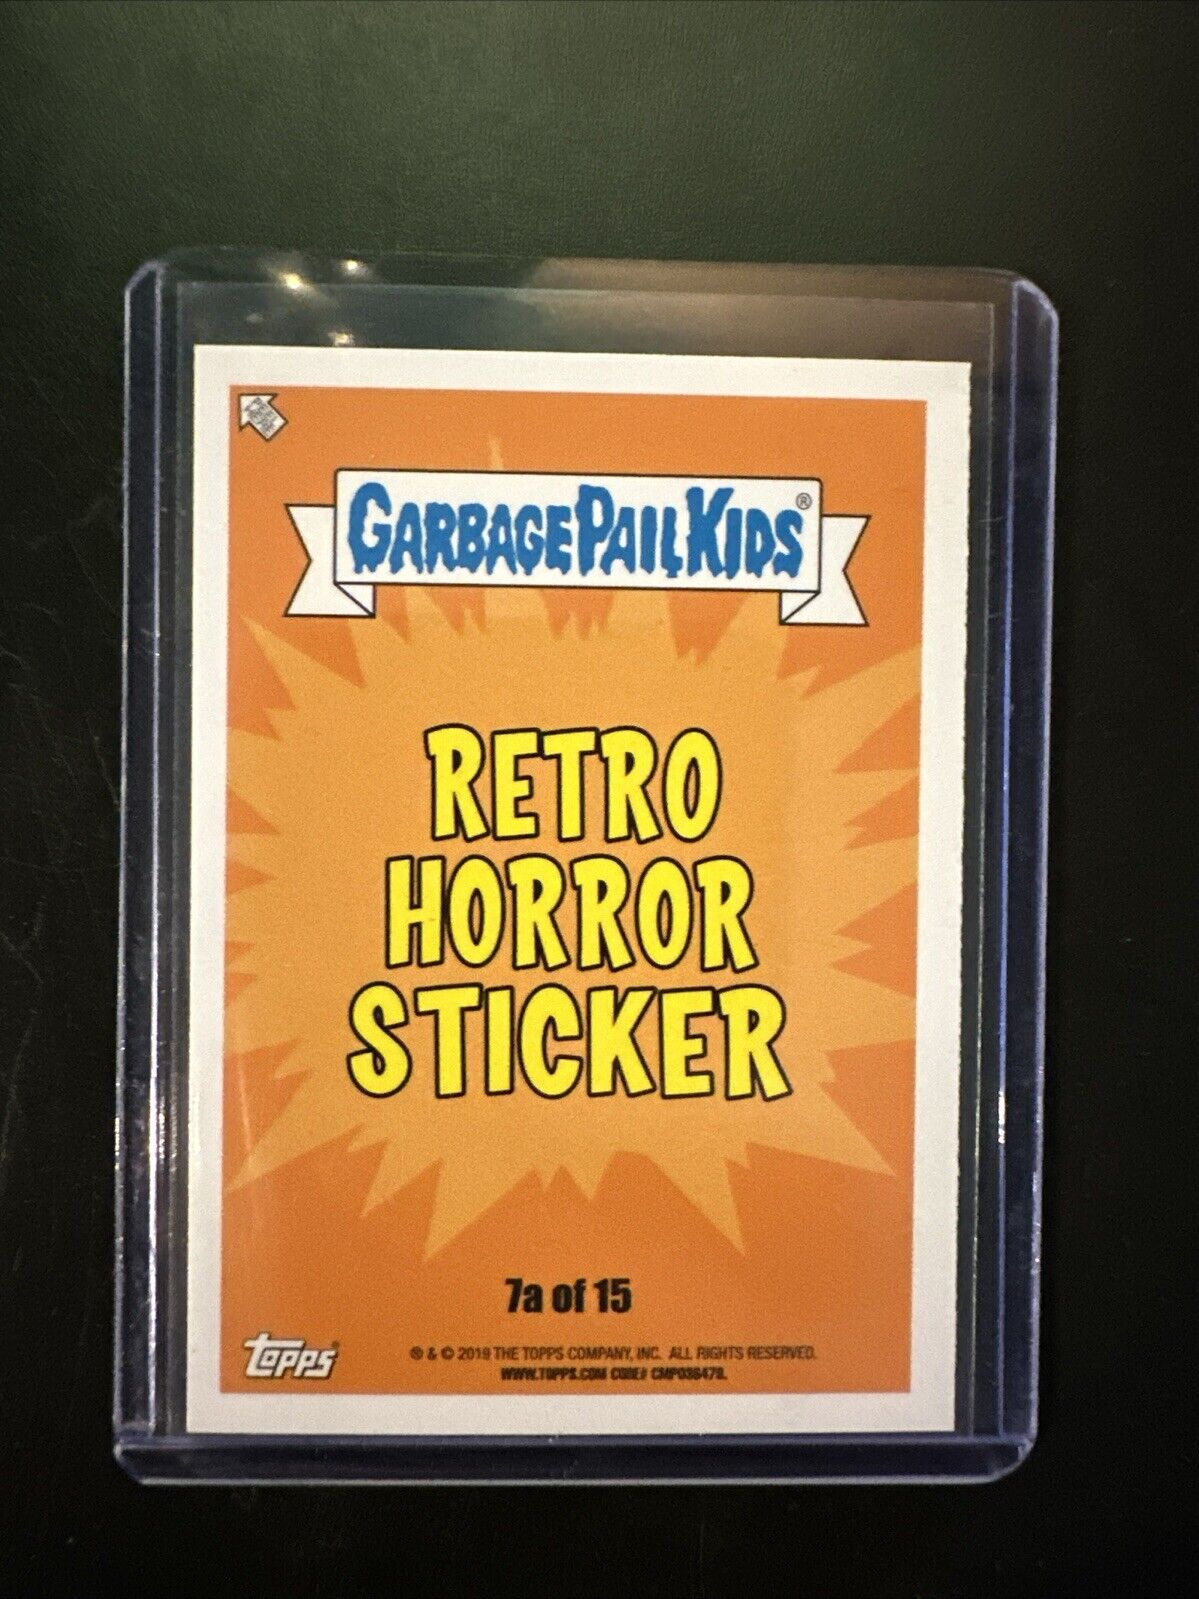 GARBAGE PAIL KIDS®
RETRO
HORROR
STICKER
7a of 15
topps
® & © 2019 THE TOPPS COMPANY, INC. ALL RIGHTS RESERVED.
WWW.TOPPS.COM CODE# CMP036478.